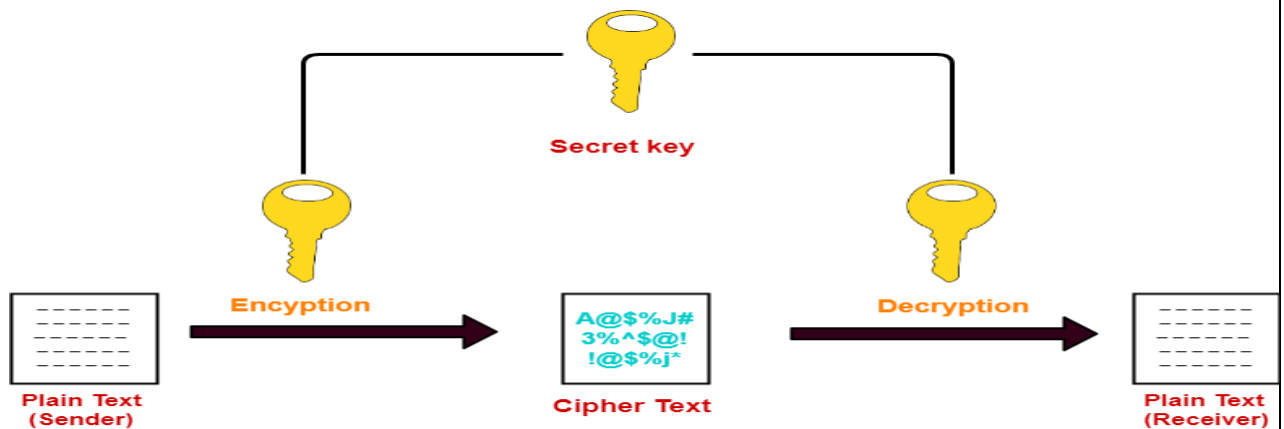 Secret key
Encyption
Decryption
A@$%J#
3%^$@!
!@$%j*
Plain Text
(Sender)
Cipher Text
Plain Text
(Receiver)